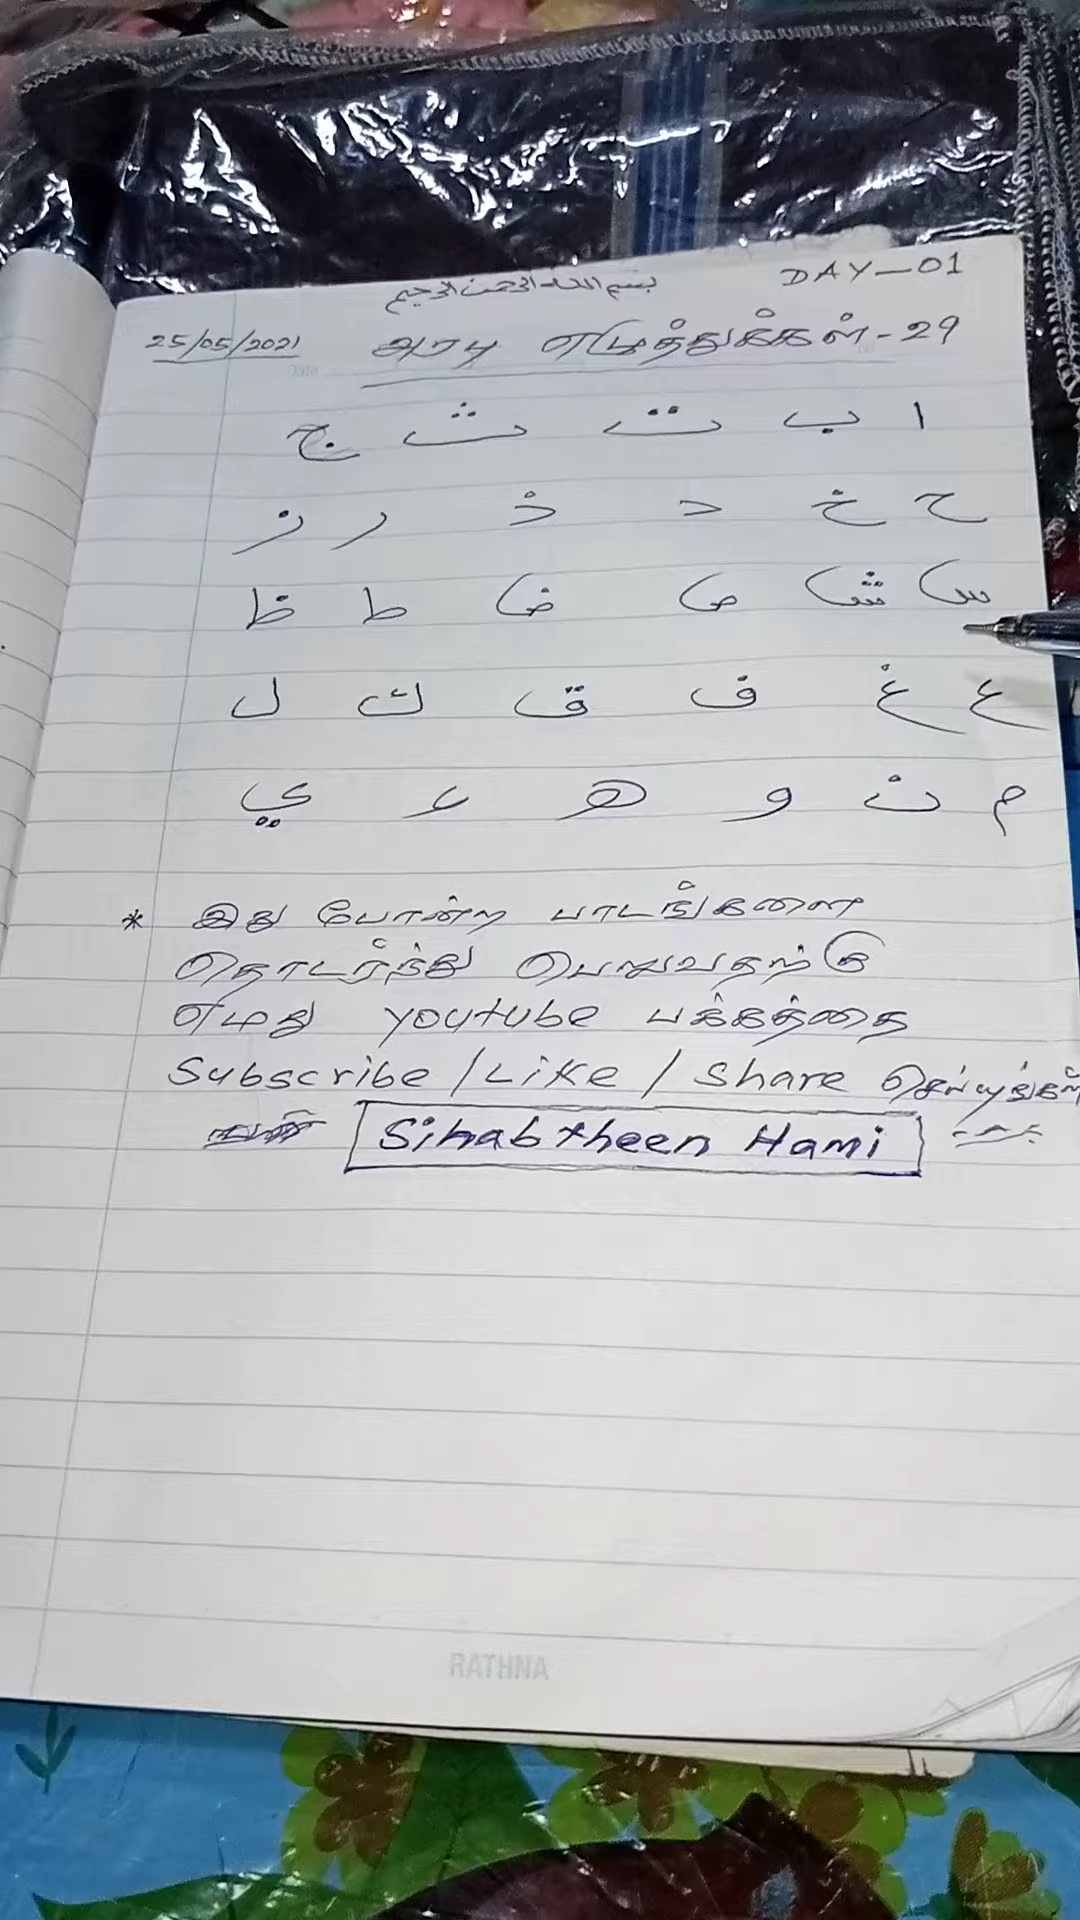 DAY-01
بسم الله الرحمن الرحيم
25/05/2021 அரபு எழுத்துக்கள்-29
ا ب ت ث ج
ح خ د ذ ر ز
س ش ص ض ط ظ
ع غ ف ق ك ل
م ن و ه ء ي
* இது போன்ற பாடங்களை
தொடர்ந்து பெறுவதற்கு
எமது youtube பக்கத்தை
Subscribe / Like / Share செய்யுங்கள்
Sihabtheen Hami
RATHNA